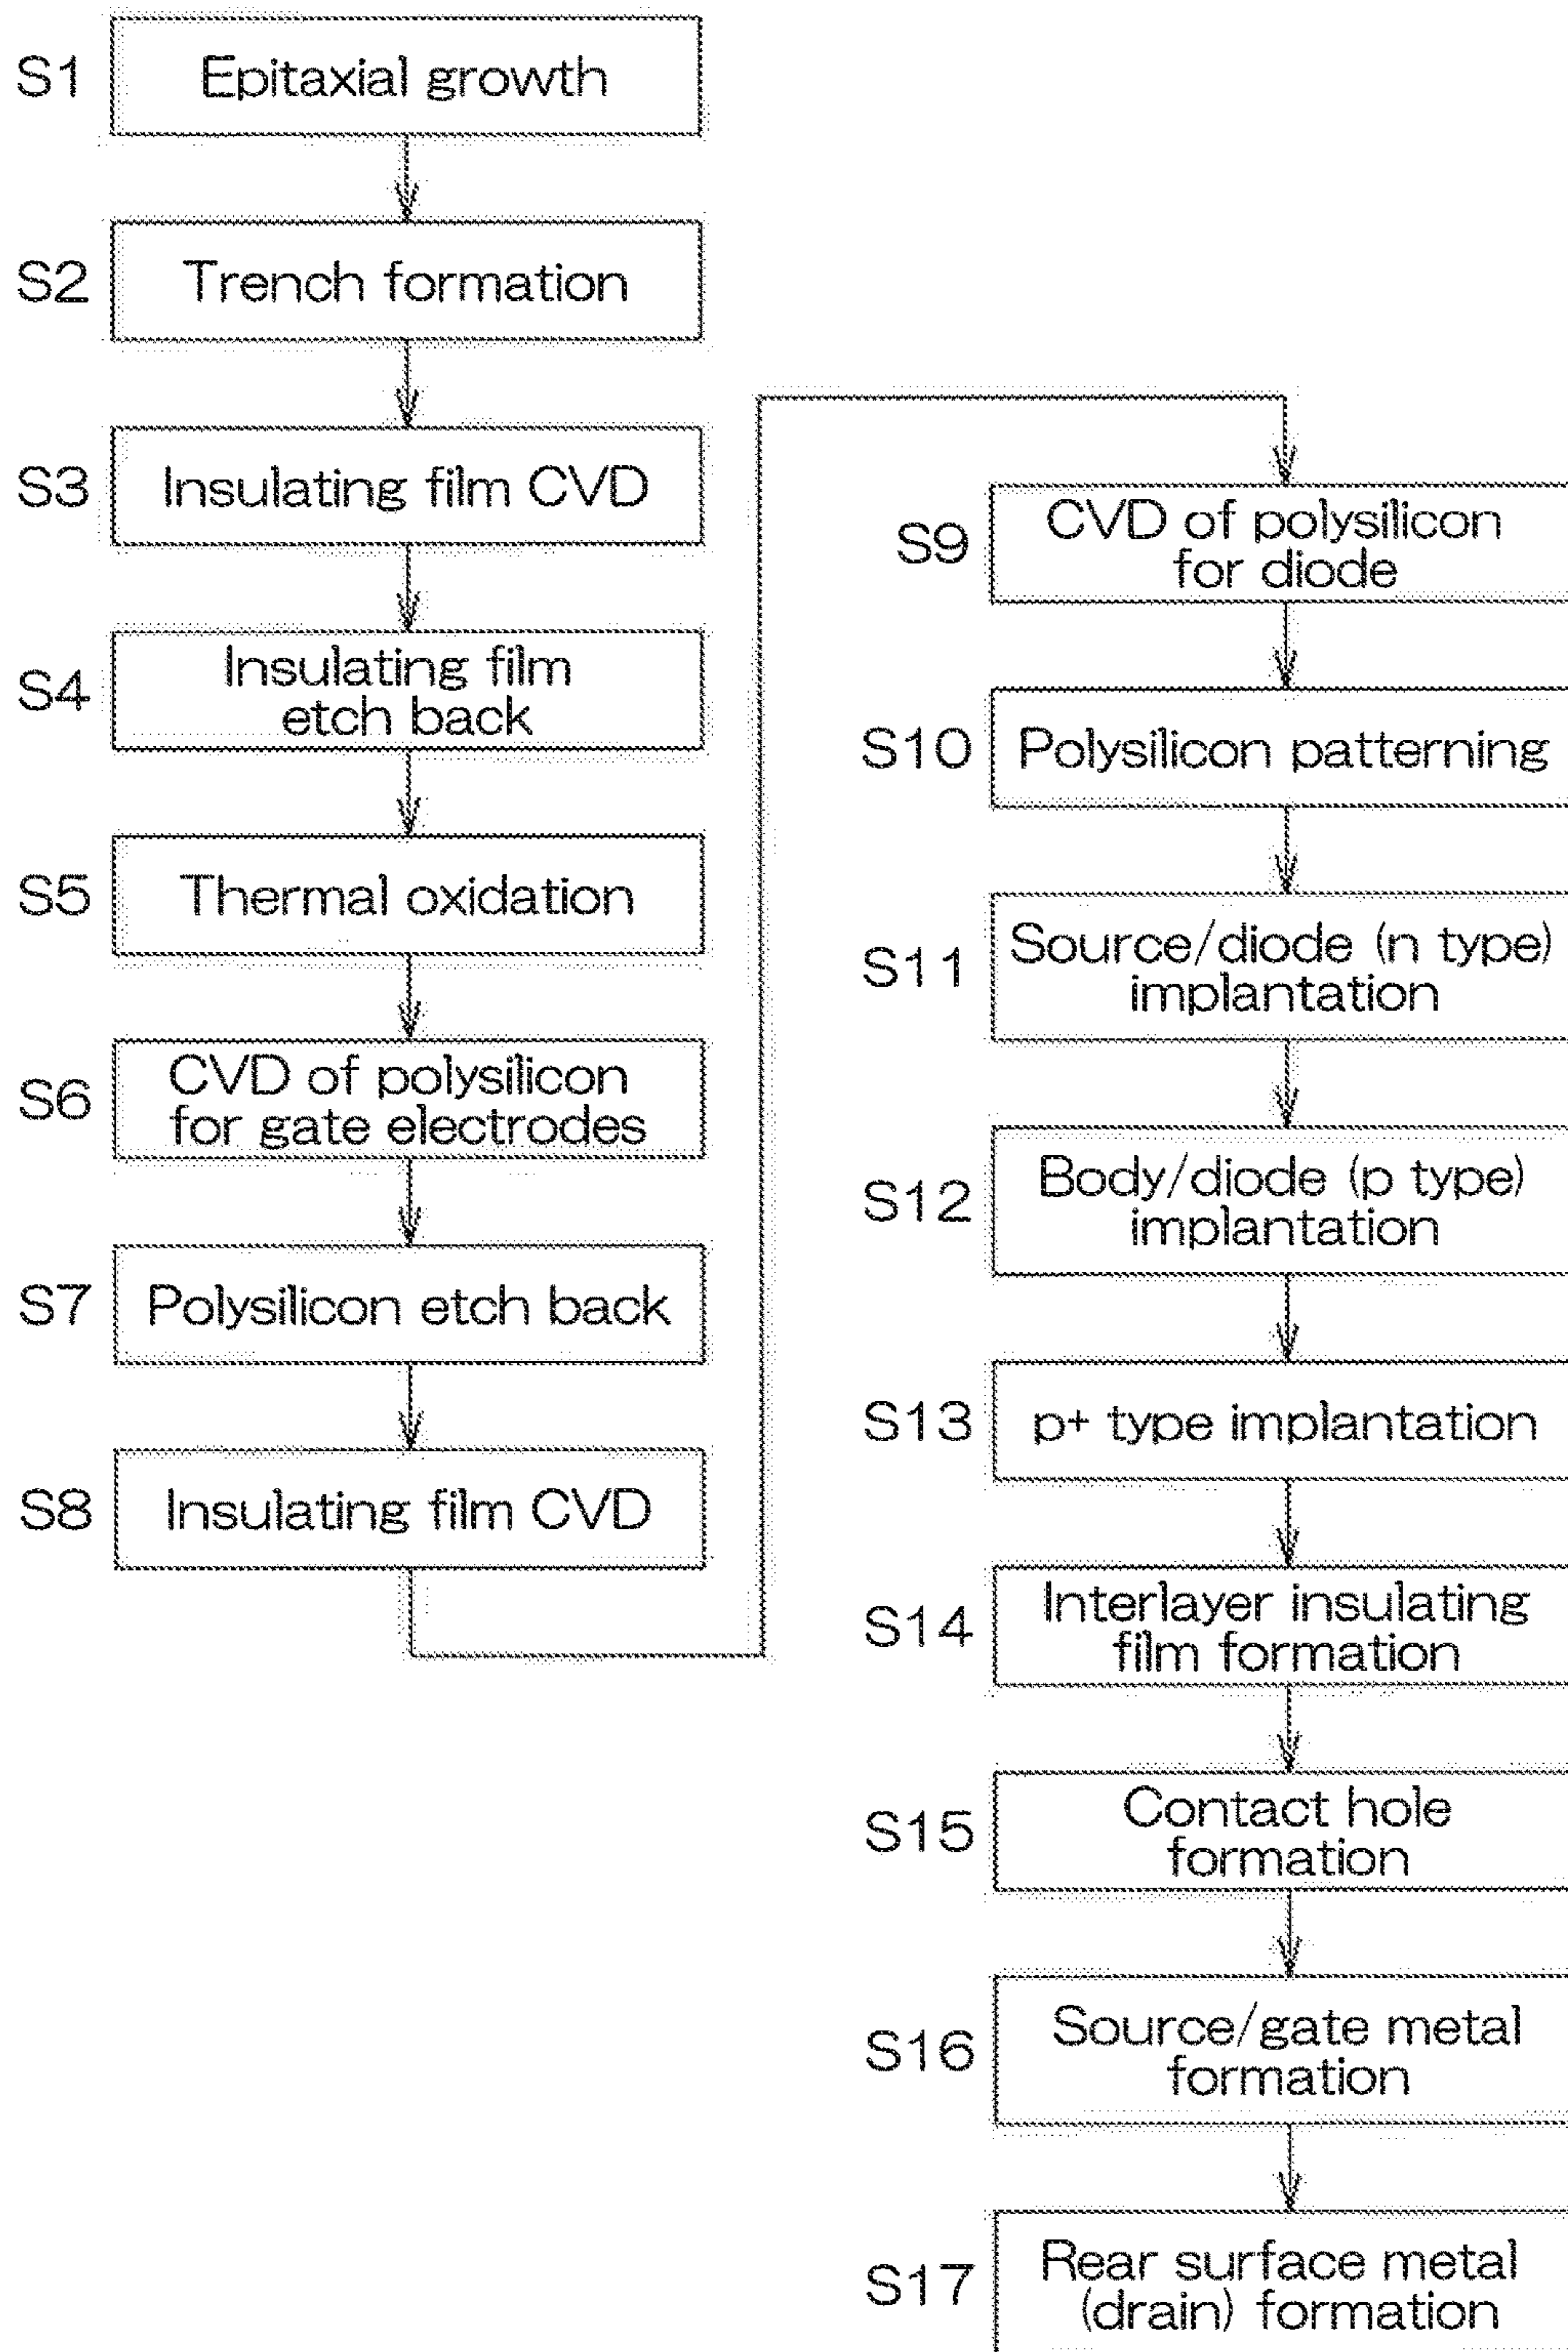 S1
Epitaxial growth
S2
Trench formation
S3
Insulating film CVD
S4
Insulating film
etch back
S5
Thermal oxidation
S6
CVD of polysilicon
for gate electrodes
S7
Polysilicon etch back
S8
Insulating film CVD
S9
CVD of polysilicon
for diode
S10
Polysilicon patterning
S11
Source/diode (n type)
implantation
S12
Body/diode (p type)
implantation
S13
p+ type implantation
S14
Interlayer insulating
film formation
S15
Contact hole
formation
S16
Source/gate metal
formation
S17
Rear surface metal
(drain) formation